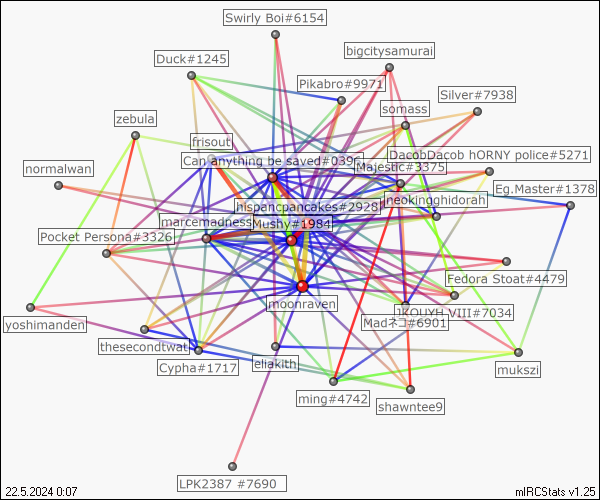 Swirly Boi#6154
bigcitysamurai
Duck#1245
Pikabro#9971
Silver#7938
somass
zebula
frisout
DacobDacob hORNY police#5271
Can anything be saved#0396
Majestic#3375
normalwan
Eg.Master#1378
neokingghidorah
hispancpancakes#2928
marcemadness
Mushy#1984
Pocket Persona#3326
Fedora Stoat#4479
moonraven
VIII#7034
yoshimanden
Madネコ#6901
thesecondtwat
Cypha#1717
eliakith
mukszi
ming#4742
shawntee9
LPK2387 #7690
22.5.2024 0:07
mIRCStats v1.25